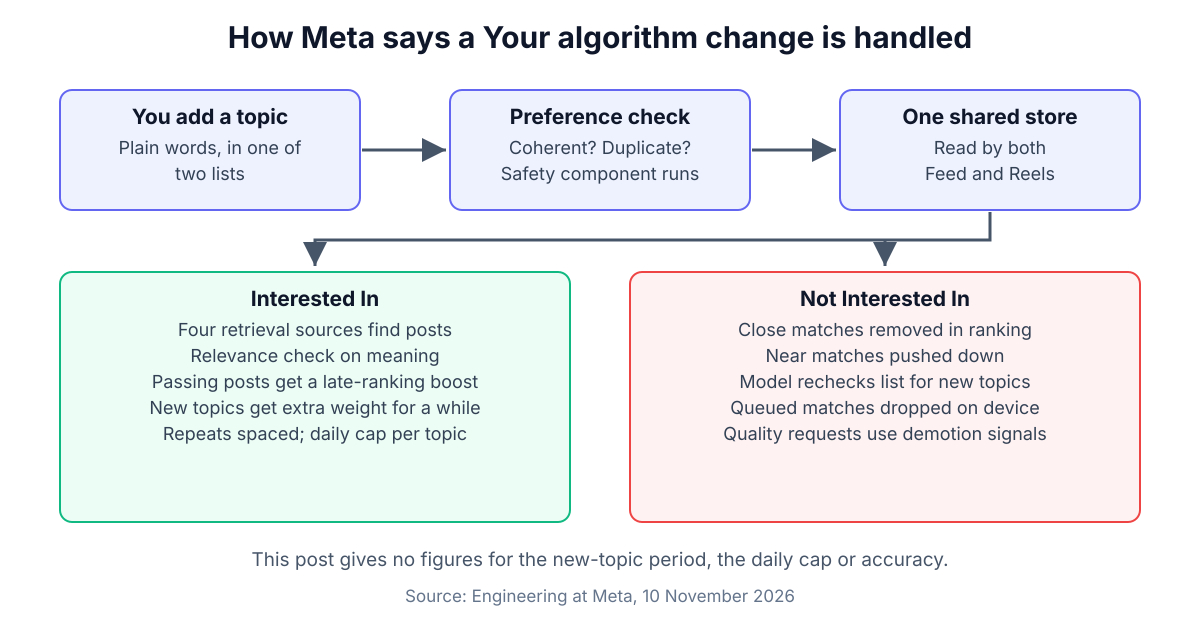 How Meta says a Your algorithm change is handled
You add a topic
Plain words, in one of
two lists
Preference check
Coherent? Duplicate?
Safety component runs
One shared store
Read by both
Feed and Reels
Interested In
Four retrieval sources find posts
Relevance check on meaning
Passing posts get a late-ranking boost
New topics get extra weight for a while
Repeats spaced; daily cap per topic
Not Interested In
Close matches removed in ranking
Near matches pushed down
Model rechecks list for new topics
Queued matches dropped on device
Quality requests use demotion signals
This post gives no figures for the new-topic period, the daily cap or accuracy.
Source: Engineering at Meta, 10 November 2026